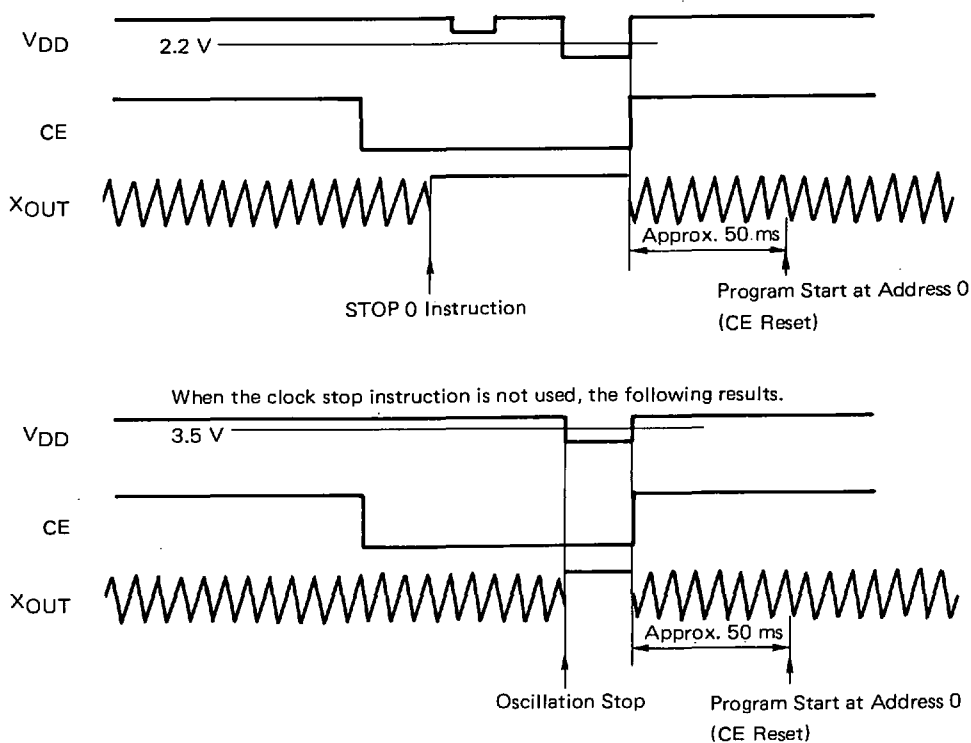 VDD
2.2 V
CE
XOUT
Approx. 50 ms
STOP 0 Instruction
Program Start at Address 0
(CE Reset)
When the clock stop instruction is not used, the following results.
VDD
3.5 V
CE
XOUT
Approx. 50 ms
Oscillation Stop
Program Start at Address 0
(CE Reset)